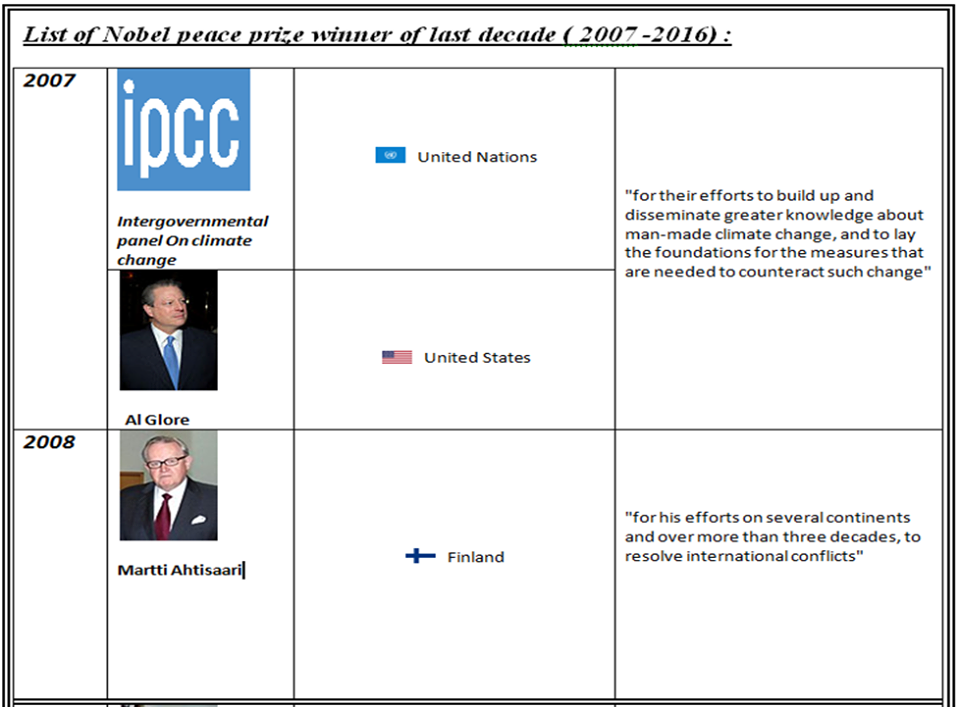 List of Nobel peace prize winner of last decade ( 2007 -2016) :
2007
ipcc
Intergovernmental
panel On climate
change
United Nations
"for their efforts to build up and
disseminate greater knowledge about
man-made climate change, and to lay
the foundations for the measures that
are needed to counteract such change"
Al Glore
United States
2008
Martti Ahtisaari
Finland
"for his efforts on several continents
and over more than three decades, to
resolve international conflicts"